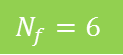 N_f = 6